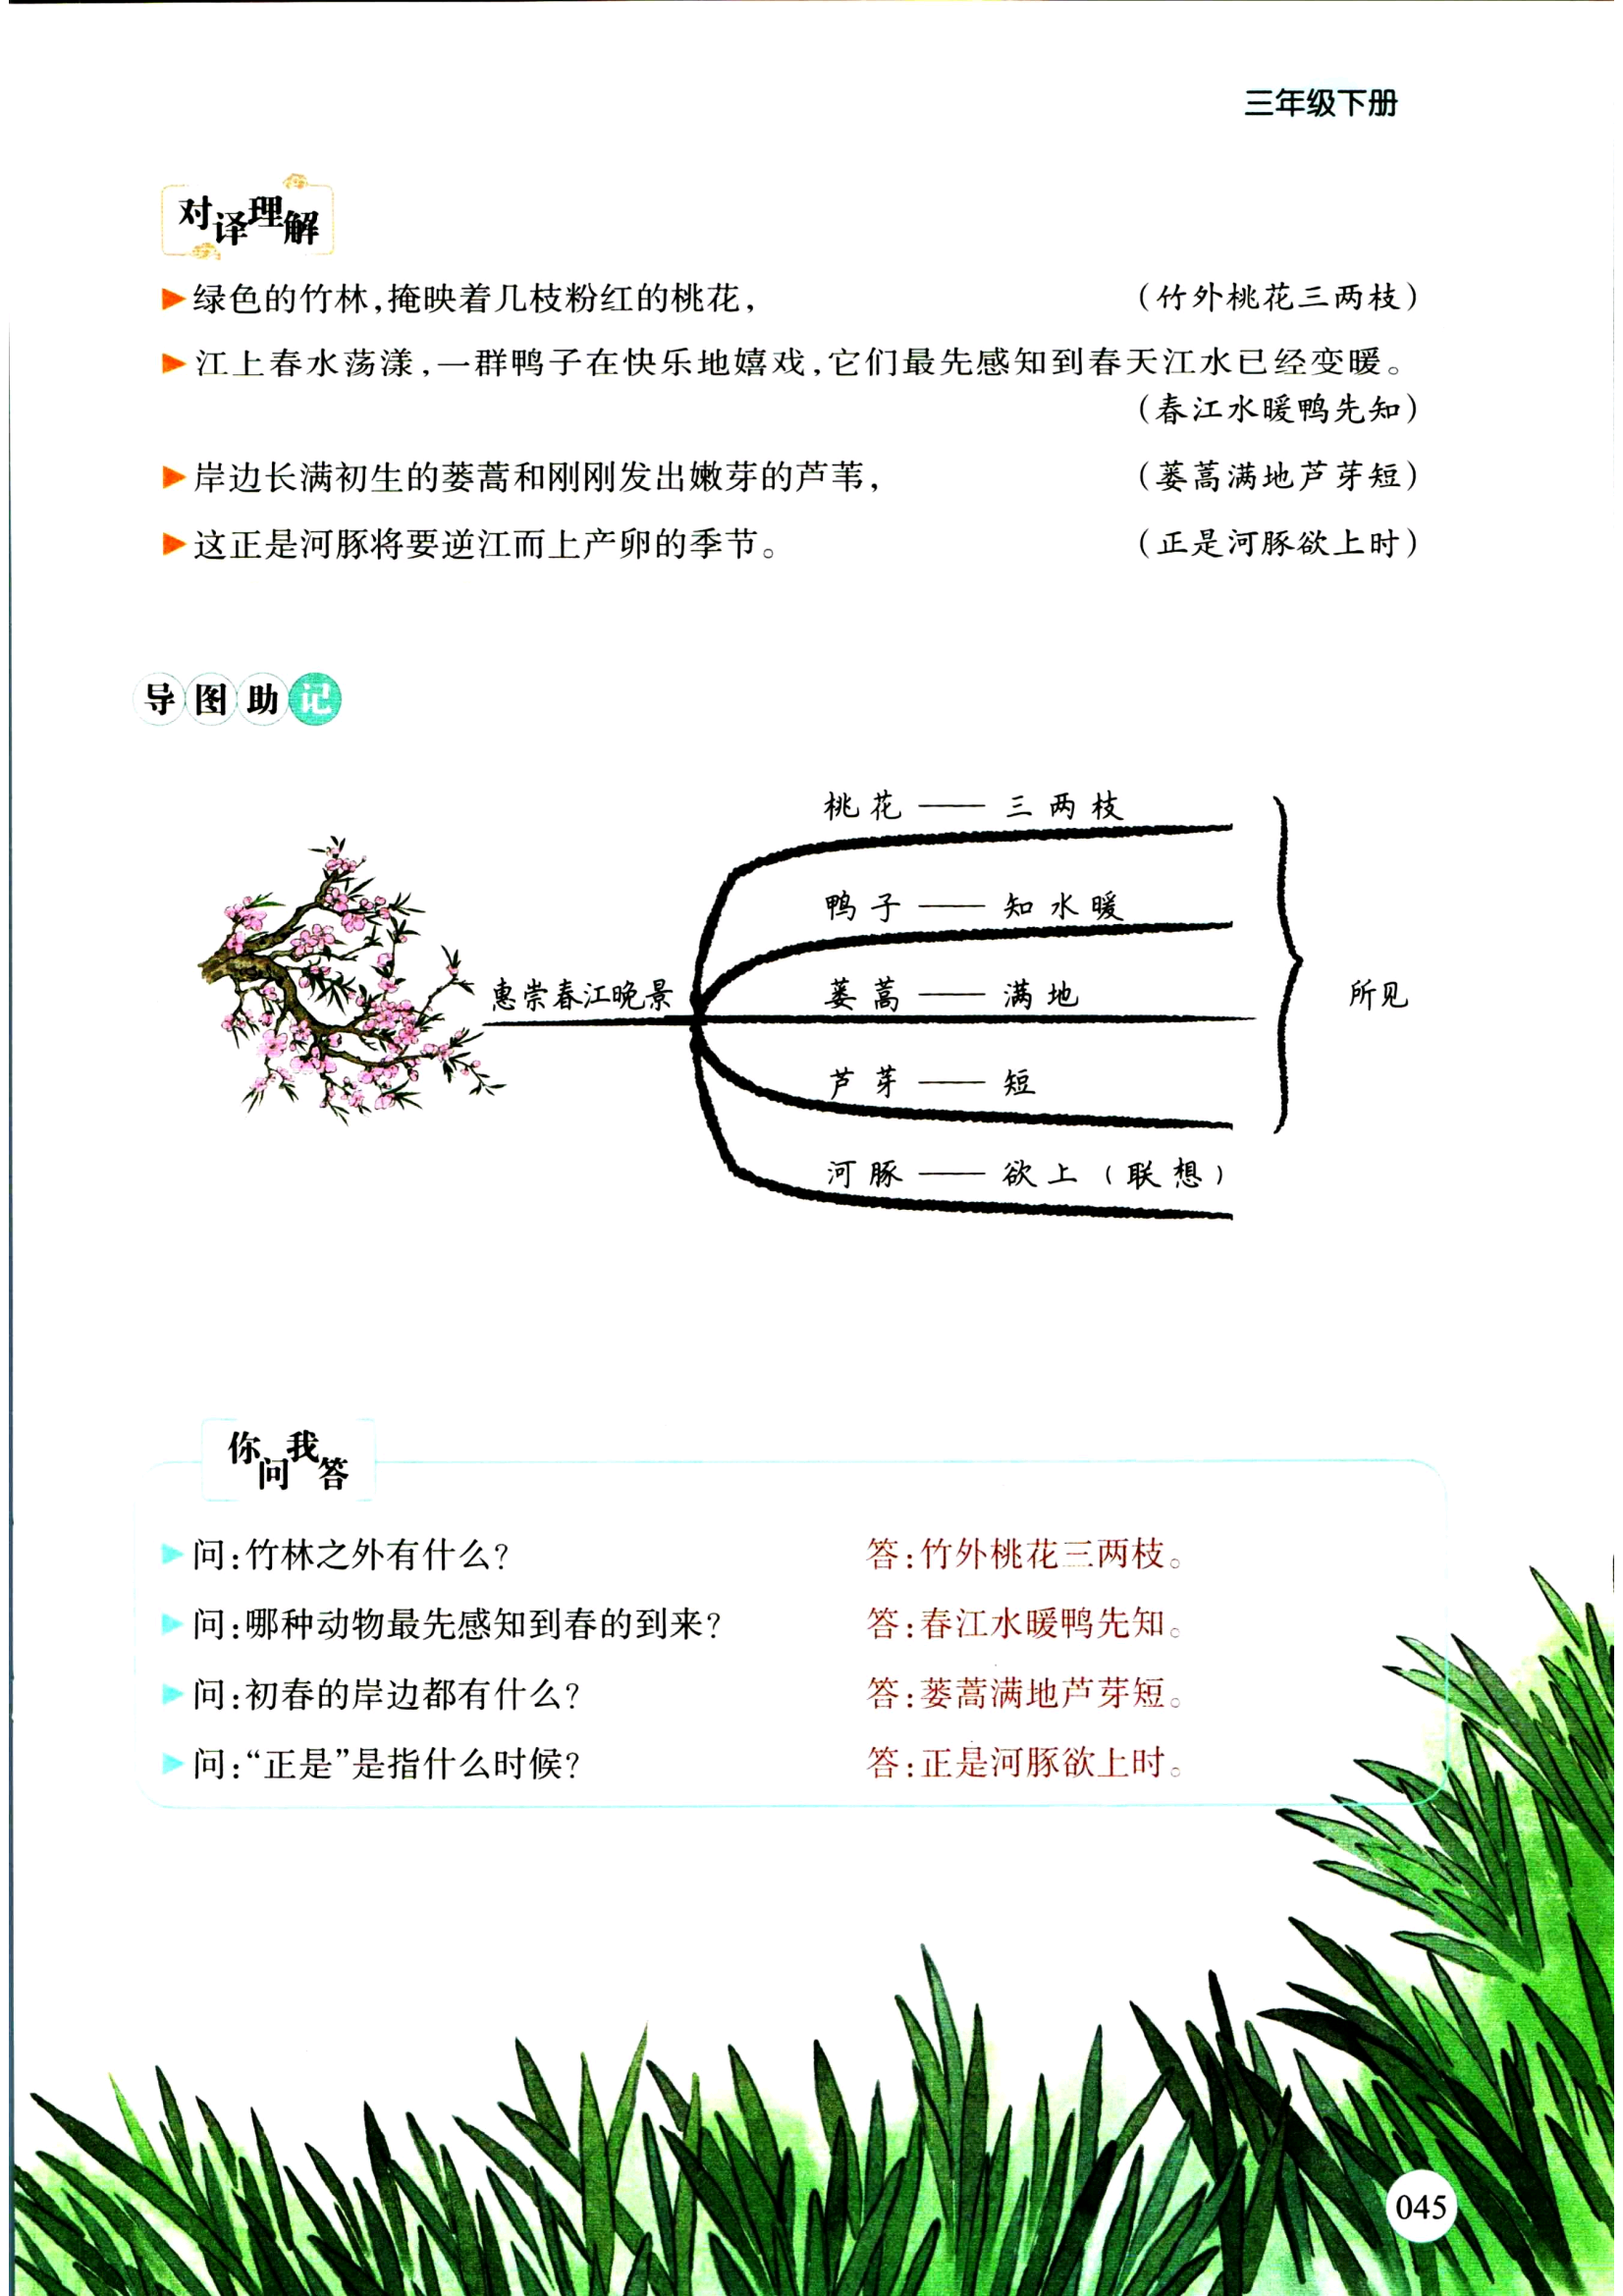 三年级下册
对译理解
绿色的竹林,掩映着几枝粉红的桃花,
(竹外桃花三两枝)
江上春水荡漾,一群鸭子在快乐地嬉戏,它们最先感知到春天江水已经变暖。
(春江水暖鸭先知)
岸边长满初生的蒌蒿和刚刚发出嫩芽的芦苇,
(蒌蒿满地芦芽短)
这正是河豚将要逆江而上产卵的季节。
(正是河豚欲上时)
导图助记
桃花——三两枝
鸭子——知水暖
惠崇春江晚景
蒌蒿——满地
所见
芦芽——短
河豚——欲上(联想)
你问我答
问:竹林之外有什么?
答:竹外桃花三两枝。
问:哪种动物最先感知到春的到来?
答:春江水暖鸭先知。
问:初春的岸边都有什么?
答:蒌蒿满地芦芽短。
问:“正是”是指什么时候?
答:正是河豚欲上时。
045